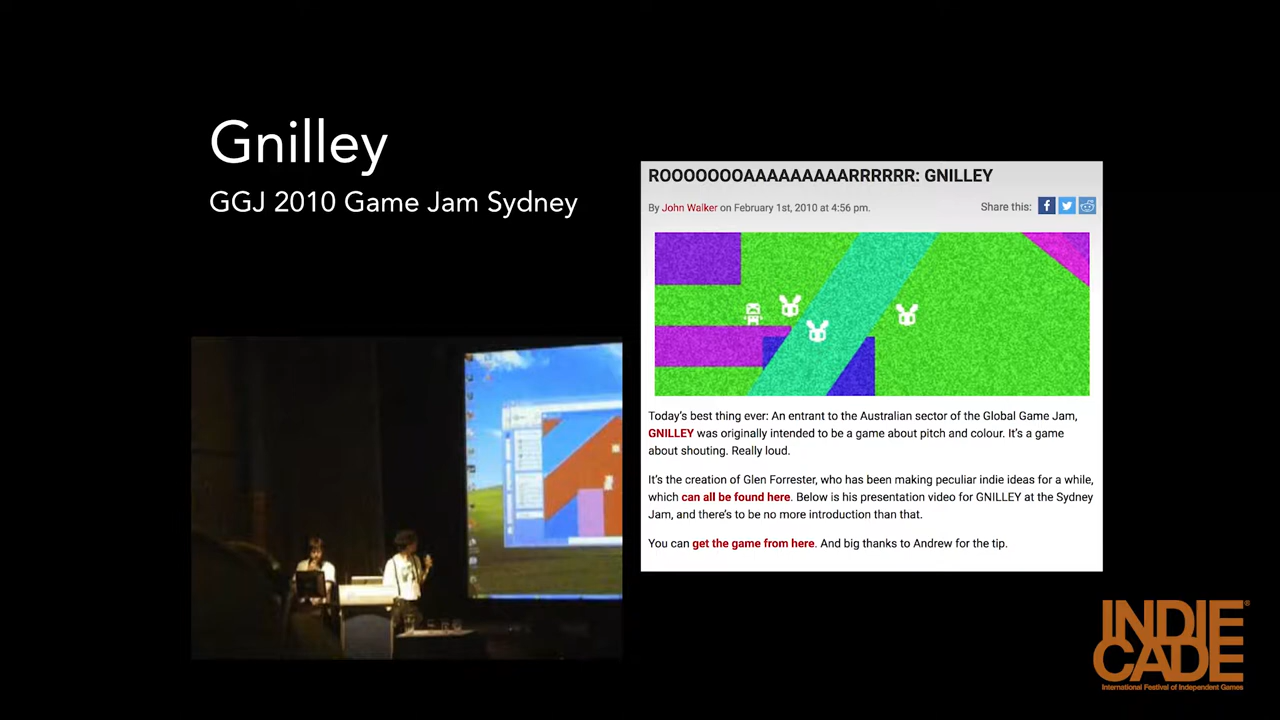 Gnilley
GGJ 2010 Game Jam Sydney
ROOOOOOOAAAAAAAAARRRRRR: GNILLEY
By John Walker on February 1st, 2010 at 4:56 pm.
Share this:
Today's best thing ever: An entrant to the Australian sector of the Global Game Jam,
GNILLEY was originally intended to be a game about pitch and colour. It's a game
about shouting. Really loud.
It's the creation of Glen Forrester, who has been making peculiar indie ideas for a while,
which can all be found here. Below is his presentation video for GNILLEY at the Sydney
Jam, and there's to be no more introduction than that.
You can get the game from here. And big thanks to Andrew for the tip.
INDIE
CADE
International Festival of Independent Games